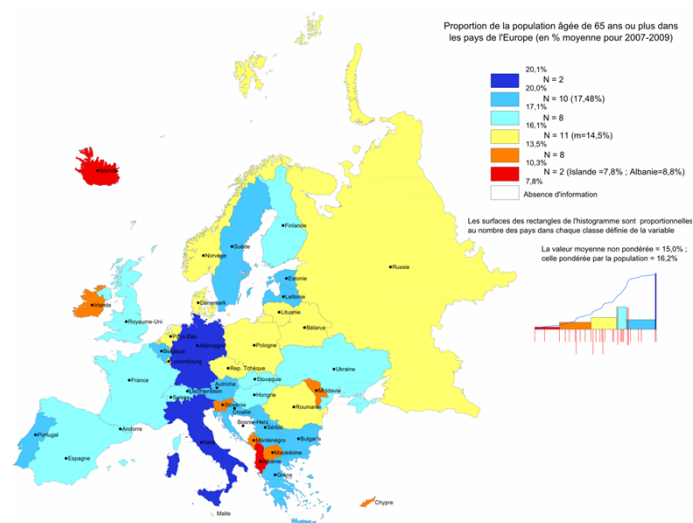 Proportion de la population âgée de 65 ans ou plus dans
les pays de l'Europe (en % moyenne pour 2007-2009)
20,1%
N = 2
20,0%
N = 10 (17,48%)
17,1%
N = 8
16,1%
N = 11 (m=14,5%)
13,5%
N = 8
10,3%
N = 2 (Islande =7,8% ; Albanie=8,8%)
7,8%
Absence d'information
Les surfaces des rectangles de l'histogramme sont proportionnelles
au nombre des pays dans chaque classe définie de la variable
La valeur moyenne non pondérée = 15,0% ;
celle pondérée par la population = 16,2%
Islande
Finlande
Suède
Norvège
Russie
Estonie
Lettonie
Danemark
Irlande
Lituanie
Royaume-Uni
Bélarus
Pays-Bas
Allemagne
Pologne
Belgique
Luxembourg
Rep. Tchèque
Ukraine
France
Slovaquie
Autriche
Liechtenstein
Suisse
Hongrie
Moldavie
Slovénie
Roumanie
Croatie
Bosnie-Herz.
Andorre
Serbie
Portugal
Bulgarie
Monténégro
Italie
Macédoine
Espagne
Albanie
Grèce
Chypre
Malte